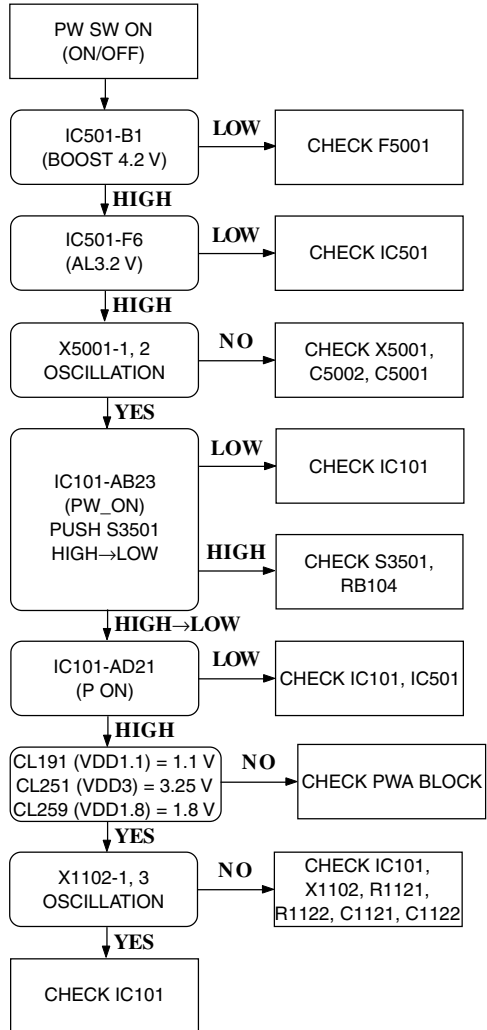 PW SW ON
(ON/OFF)
IC501-B1
(BOOST 4.2 V)
LOW
CHECK F5001
HIGH
IC501-F6
(AL3.2 V)
LOW
CHECK IC501
HIGH
X5001-1, 2
OSCILLATION
NO
CHECK X5001,
C5002, C5001
YES
IC101-AB23
(PW_ON)
PUSH S3501
HIGH→LOW
LOW
CHECK IC101
HIGH
CHECK S3501,
RB104
HIGH→LOW
IC101-AD21
(P ON)
LOW
CHECK IC101, IC501
HIGH
CL191 (VDD1.1) = 1.1 V
CL251 (VDD3) = 3.25 V
CL259 (VDD1.8) = 1.8 V
NO
CHECK PWA BLOCK
YES
X1102-1, 3
OSCILLATION
NO
CHECK IC101,
X1102, R1121,
R1122, C1121, C1122
YES
CHECK IC101